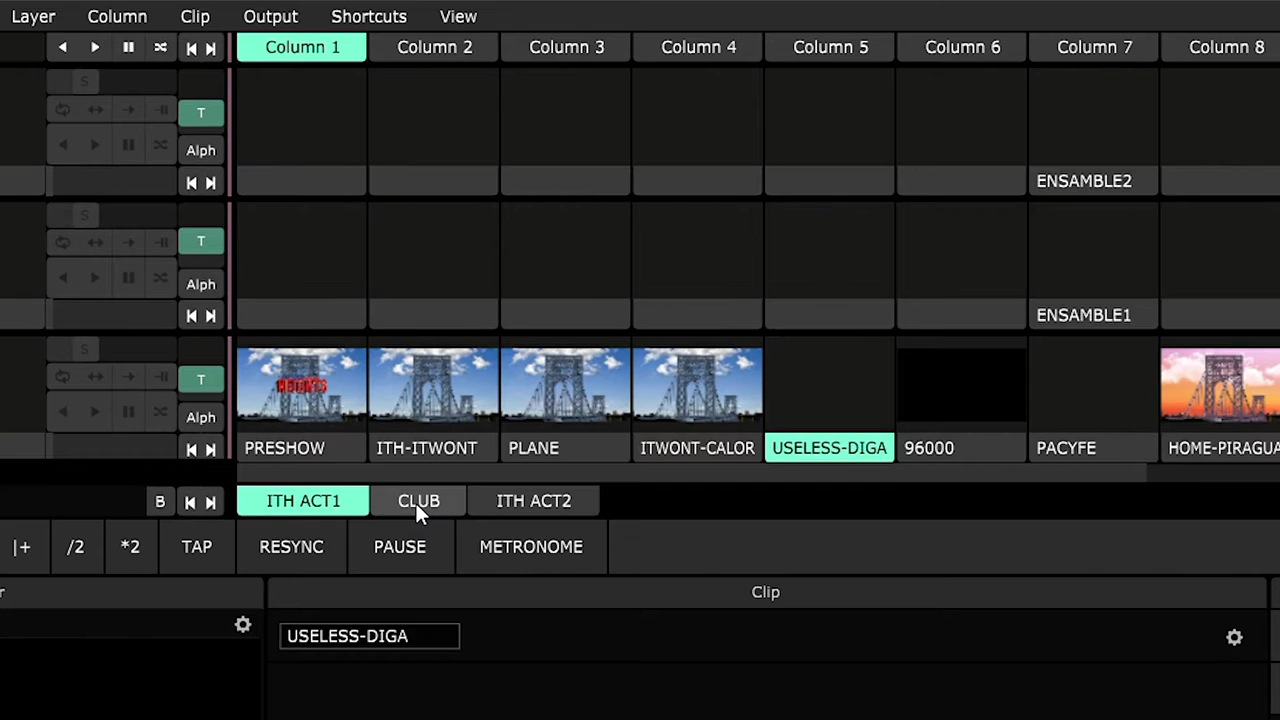 Layer Column Clip Output Shortcuts View
Column 1 Column 2 Column 3 Column 4 Column 5 Column 6 Column 7 Column 8
S
T
Alph
ENSAMBLE2
S
T
Alph
ENSAMBLE1
S
HEIGHTS
T
Alph
PRESHOW ITH-ITWONT PLANE ITWONT-CALOR USELESS-DIGA 96000 PACYFE HOME-PIRAGUA
B ITH ACT1 CLUB ITH ACT2
|+ /2 *2 TAP RESYNC PAUSE METRONOME
Clip
USELESS-DIGA